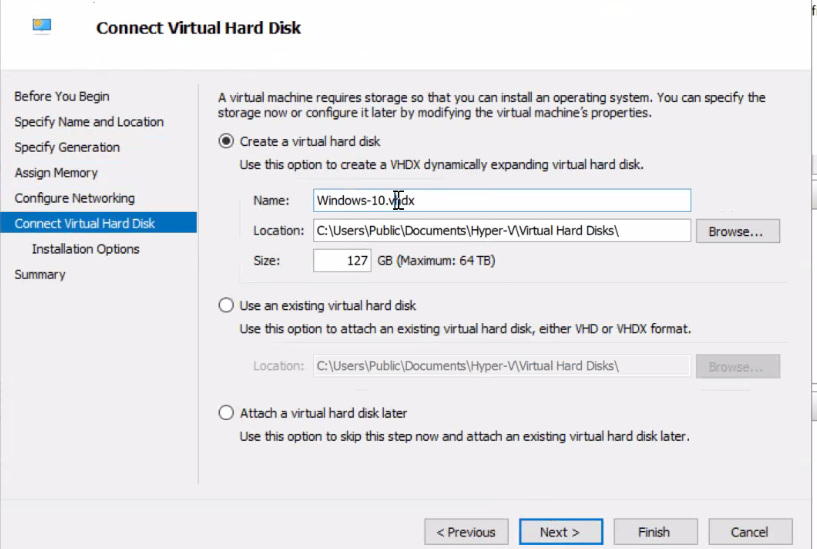 Connect Virtual Hard Disk
Before You Begin
Specify Name and Location
Specify Generation
Assign Memory
Configure Networking
Connect Virtual Hard Disk
Installation Options
Summary
A virtual machine requires storage so that you can install an operating system. You can specify the
storage now or configure it later by modifying the virtual machine's properties.
Create a virtual hard disk
Use this option to create a VHDX dynamically expanding virtual hard disk.
Name: Windows-10.vhdx
Location: C:\Users\Public\Documents\Hyper-V\Virtual Hard Disks\ Browse...
Size: 127 GB (Maximum: 64 TB)
Use an existing virtual hard disk
Use this option to attach an existing virtual hard disk, either VHD or VHDX format.
Location: C:\Users\Public\Documents\Hyper-V\Virtual Hard Disks\ Browse...
Attach a virtual hard disk later
Use this option to skip this step now and attach an existing virtual hard disk later.
< Previous Next > Finish Cancel